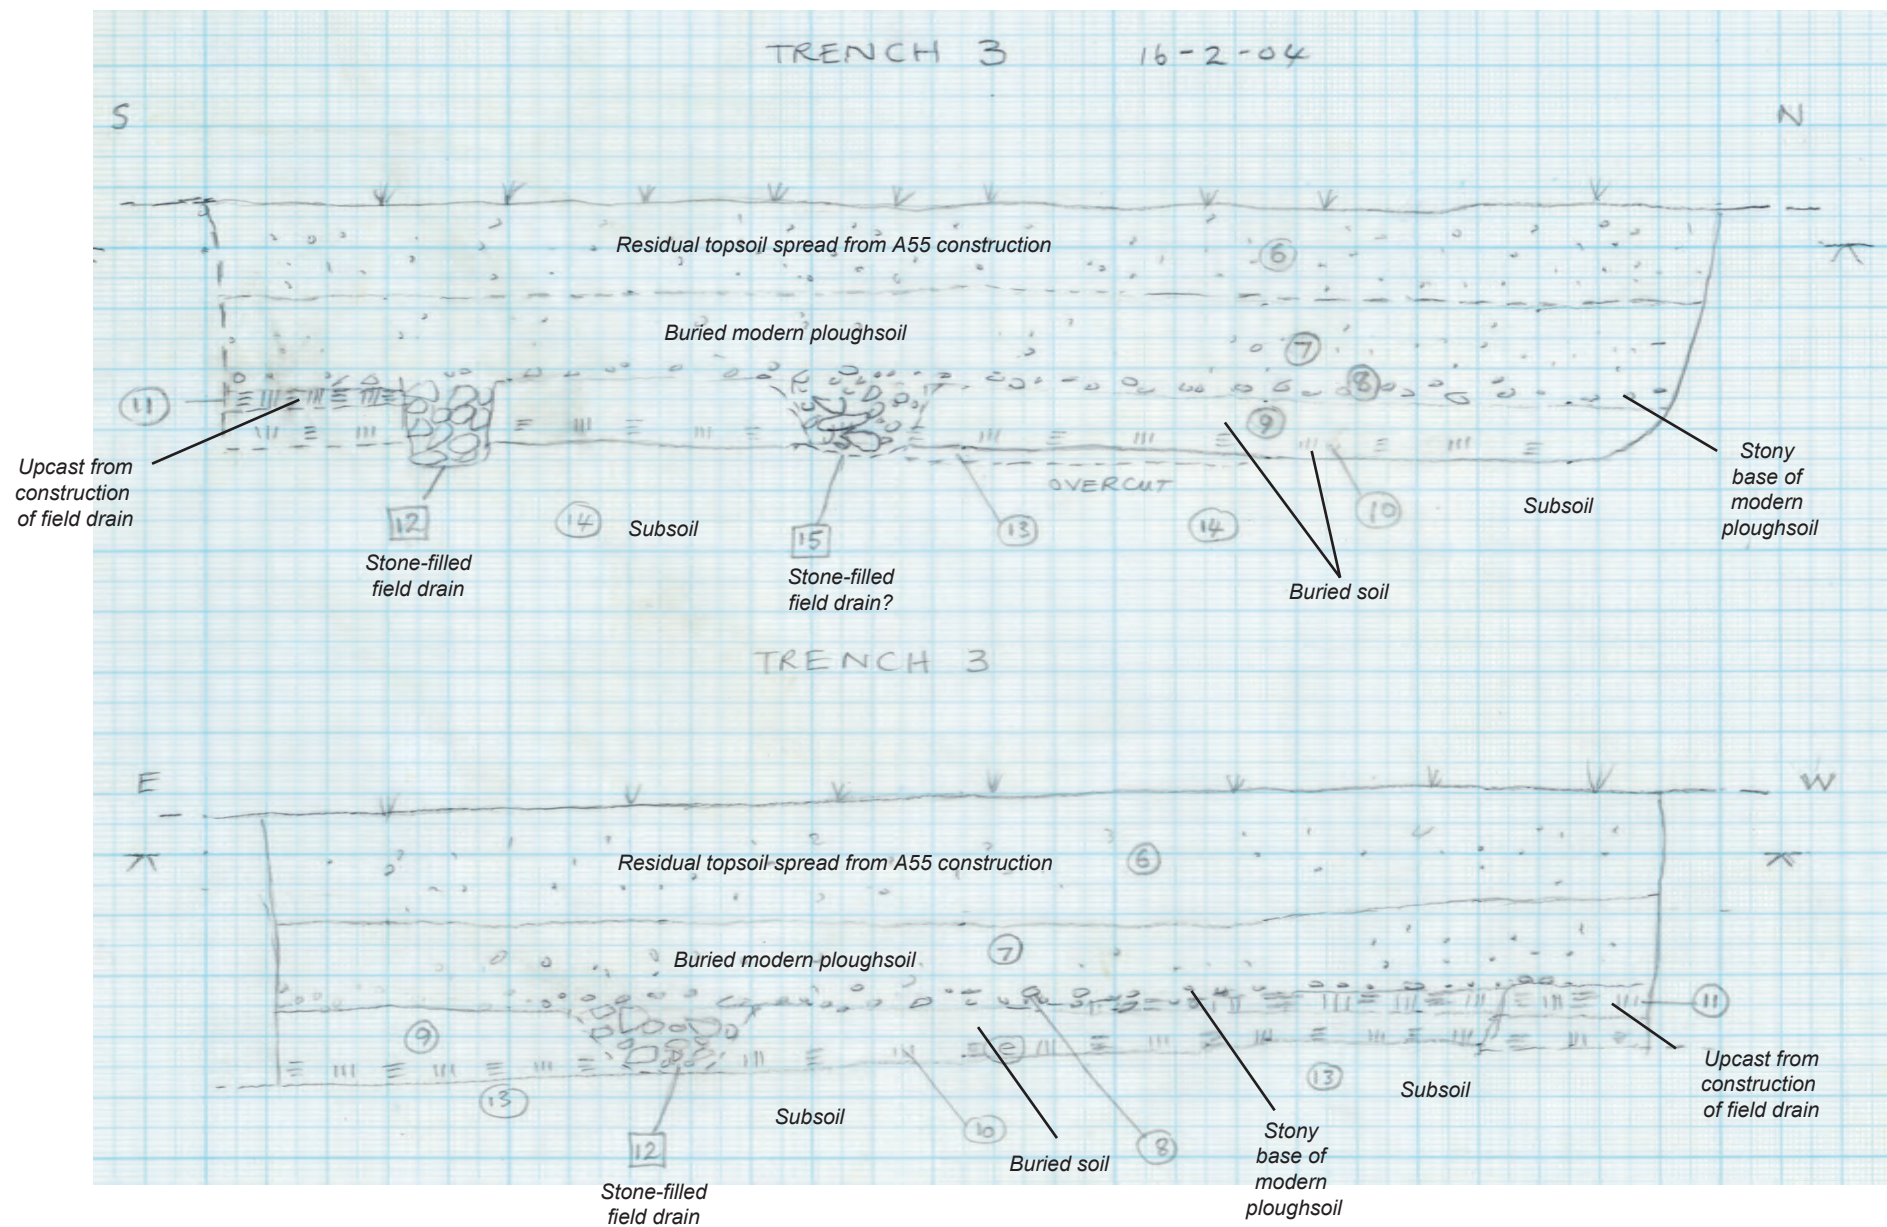 TRENCH 3 16-2-04
S N
Residual topsoil spread from A55 construction
6
Buried modern ploughsoil
7
8
11
9
Upcast from
construction
of field drain
Stony
base of
modern
ploughsoil
OVERCUT
12
14
Subsoil
15
13
14
10
Subsoil
Stone-filled
field drain
Stone-filled
field drain?
Buried soil
TRENCH 3
E W
Residual topsoil spread from A55 construction
6
Buried modern ploughsoil
7
11
9
13
13
Subsoil
Upcast from
construction
of field drain
Subsoil
12
10
8
Buried soil
Stony
base of
modern
ploughsoil
Stone-filled
field drain